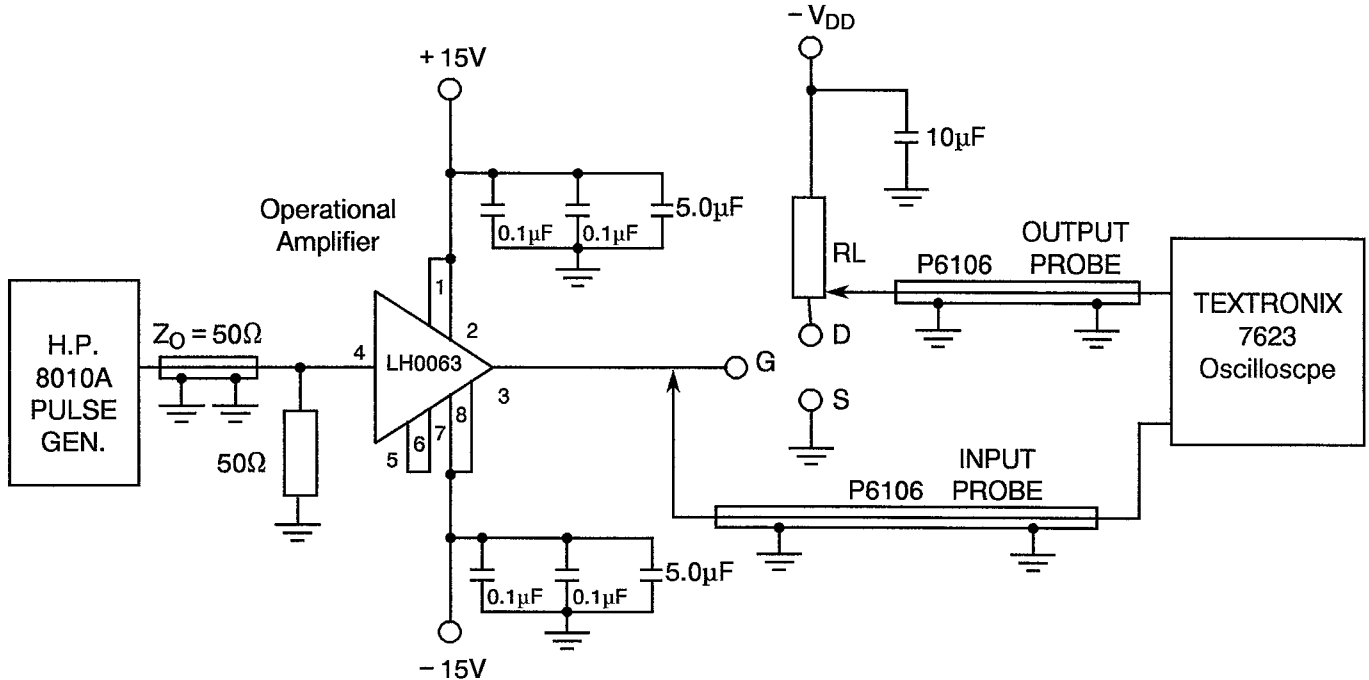 − V_DD
+ 15V
10µF
Operational
Amplifier
0.1µF
0.1µF
5.0µF
RL
OUTPUT
PROBE
P6106
TEXTRONIX
7623
Oscilloscpe
H.P.
8010A
PULSE
GEN.
Z_O = 50Ω
50Ω
4
LH0063
1
2
3
5
6
7
8
G
D
S
INPUT
PROBE
P6106
0.1µF
0.1µF
5.0µF
− 15V